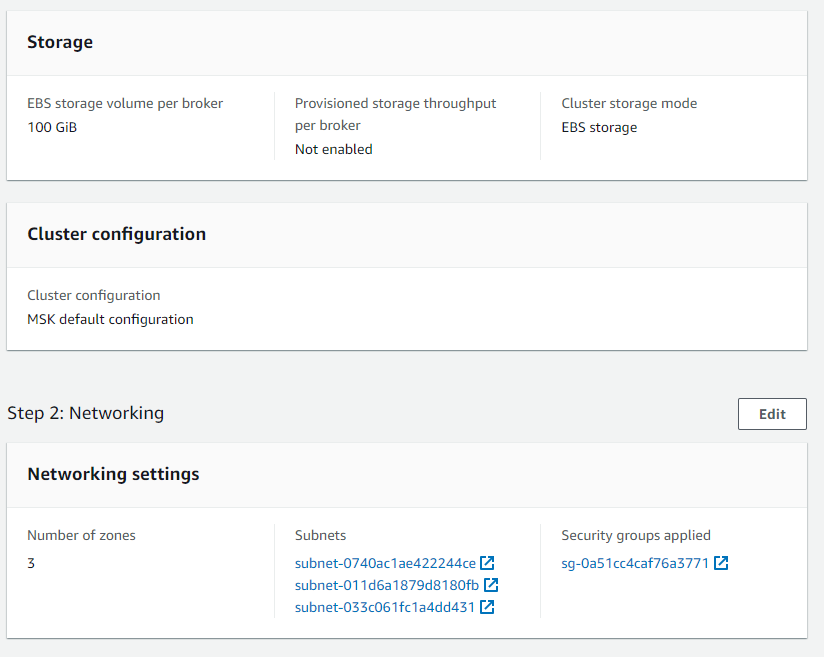 Storage
EBS storage volume per broker
100 GiB
Provisioned storage throughput
per broker
Not enabled
Cluster storage mode
EBS storage
Cluster configuration
Cluster configuration
MSK default configuration
Step 2: Networking
Edit
Networking settings
Number of zones
3
Subnets
subnet-0740ac1ae422244ce
subnet-011d6a1879d8180fb
subnet-033c061fc1a4dd431
Security groups applied
sg-0a51cc4caf76a3771